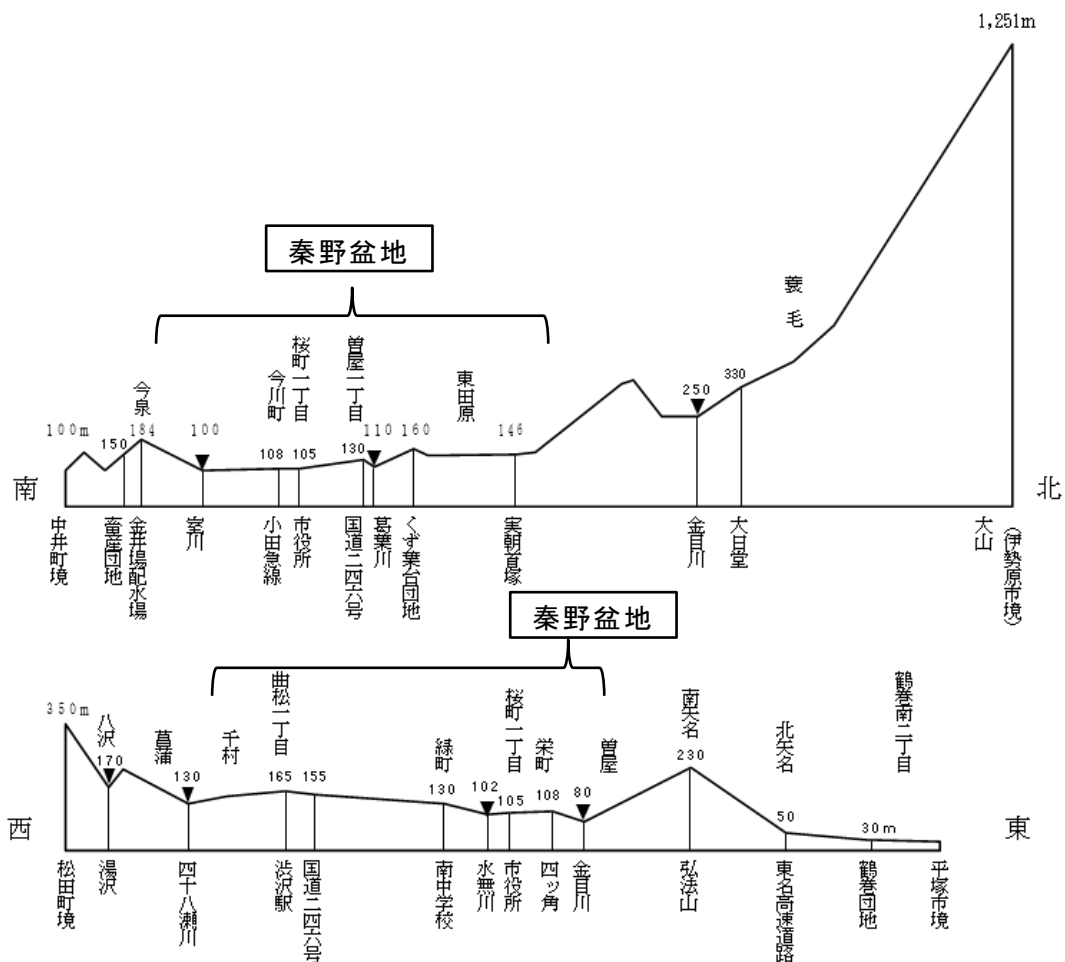 1,251m
秦野盆地
蓑毛
桜町一丁目
曽屋一丁目
今川町
東田原
今泉
330
250
100m
150
184
100
108
105
130
110
160
146
南
北
中井町境
畜産団地
金井場配水場
室川
小田急線
市役所
国道二四六号
葛葉川
くず葉台団地
実朝首塚
金目川
大日堂
大山
(伊勢原市境)
秦野盆地
350m
八沢
菖蒲
千村
曲松一丁目
緑町
桜町一丁目
栄町
曽屋
南矢名
北矢名
鶴巻南二丁目
170
130
165
155
130
102
105
108
80
230
50
30m
西
東
松田町境
湯沢
四十八瀬川
渋沢駅
国道二四六号
南中学校
水無川
市役所
四ッ角
金目川
弘法山
東名高速道路
鶴巻団地
平塚市境